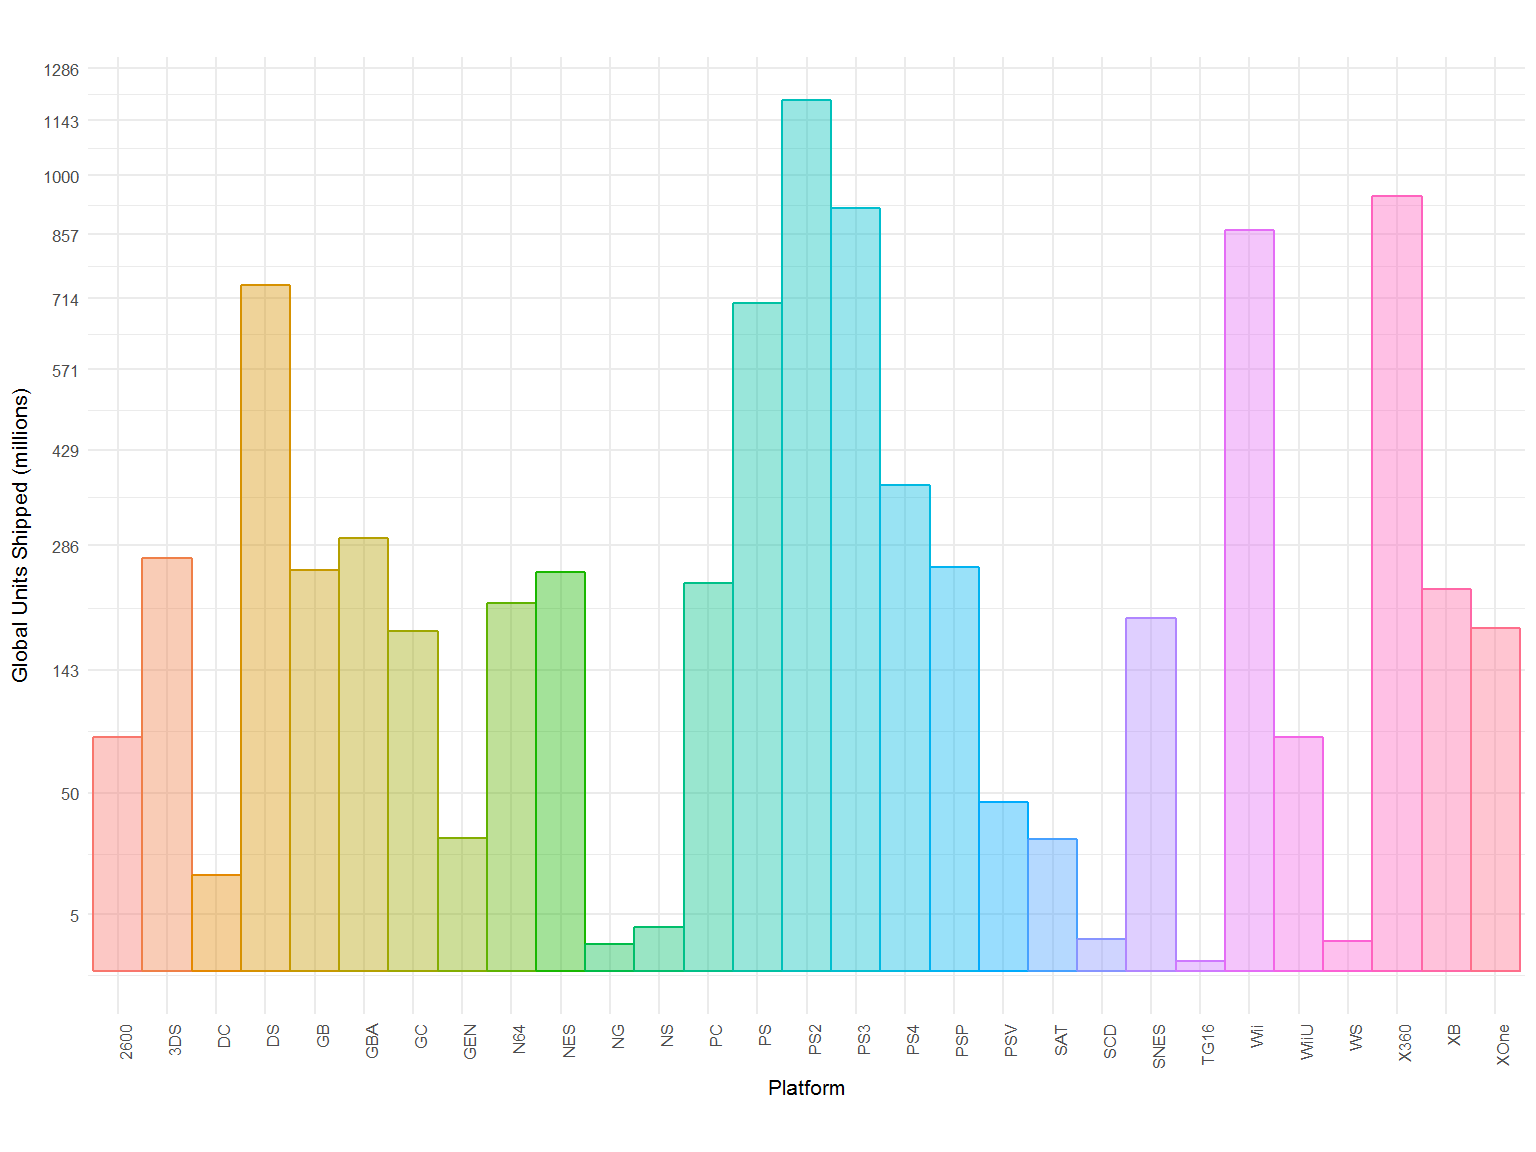 1286
1143
1000
857
714
571
429
286
143
50
5
Global Units Shipped (millions)
2600
3DS
DC
DS
GB
GBA
GC
GEN
N64
NES
NG
NS
PC
PS
PS2
PS3
PS4
PSP
PSV
SAT
SCD
SNES
TG16
Wii
WiiU
WS
X360
XB
XOne
Platform